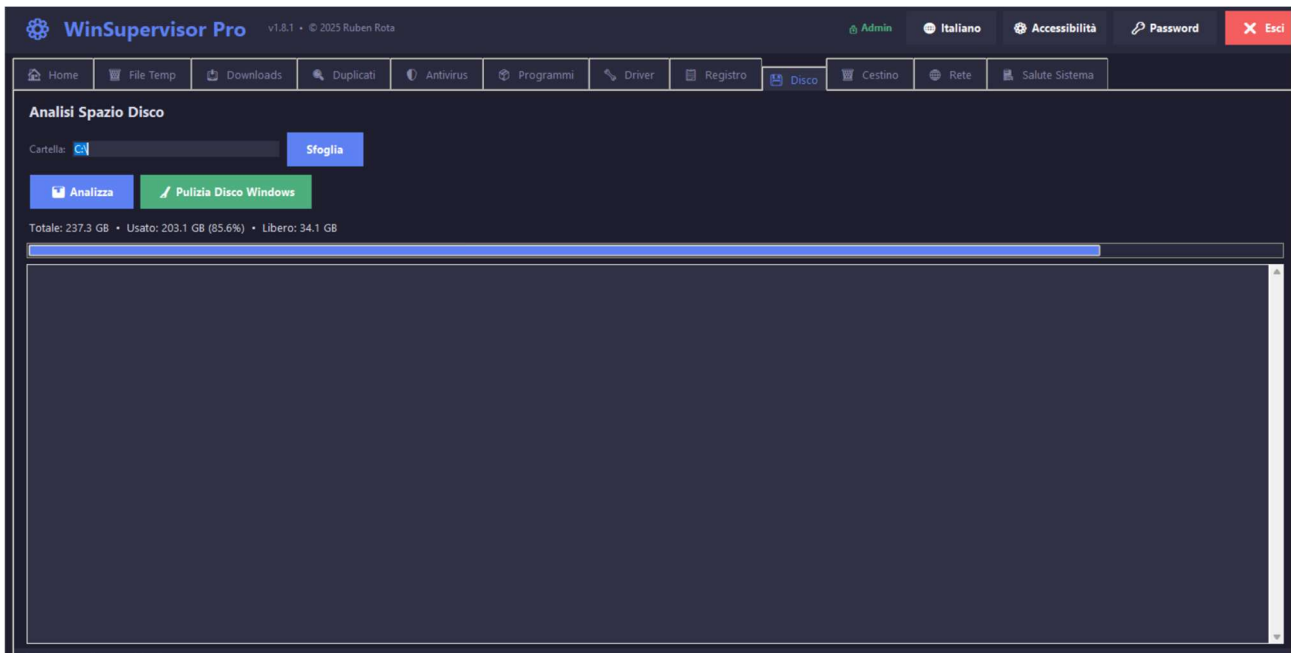 WinSupervisor Pro v1.8.1 • © 2025 Ruben Rota Admin Italiano Accessibilità Password Esci
Home File Temp Downloads Duplicati Antivirus Programmi Driver Registro Disco Cestino Rete Salute Sistema
Analisi Spazio Disco
Cartella: C:\ Sfoglia
Analizza Pulizia Disco Windows
Totale: 237.3 GB • Usato: 203.1 GB (85.6%) • Libero: 34.1 GB